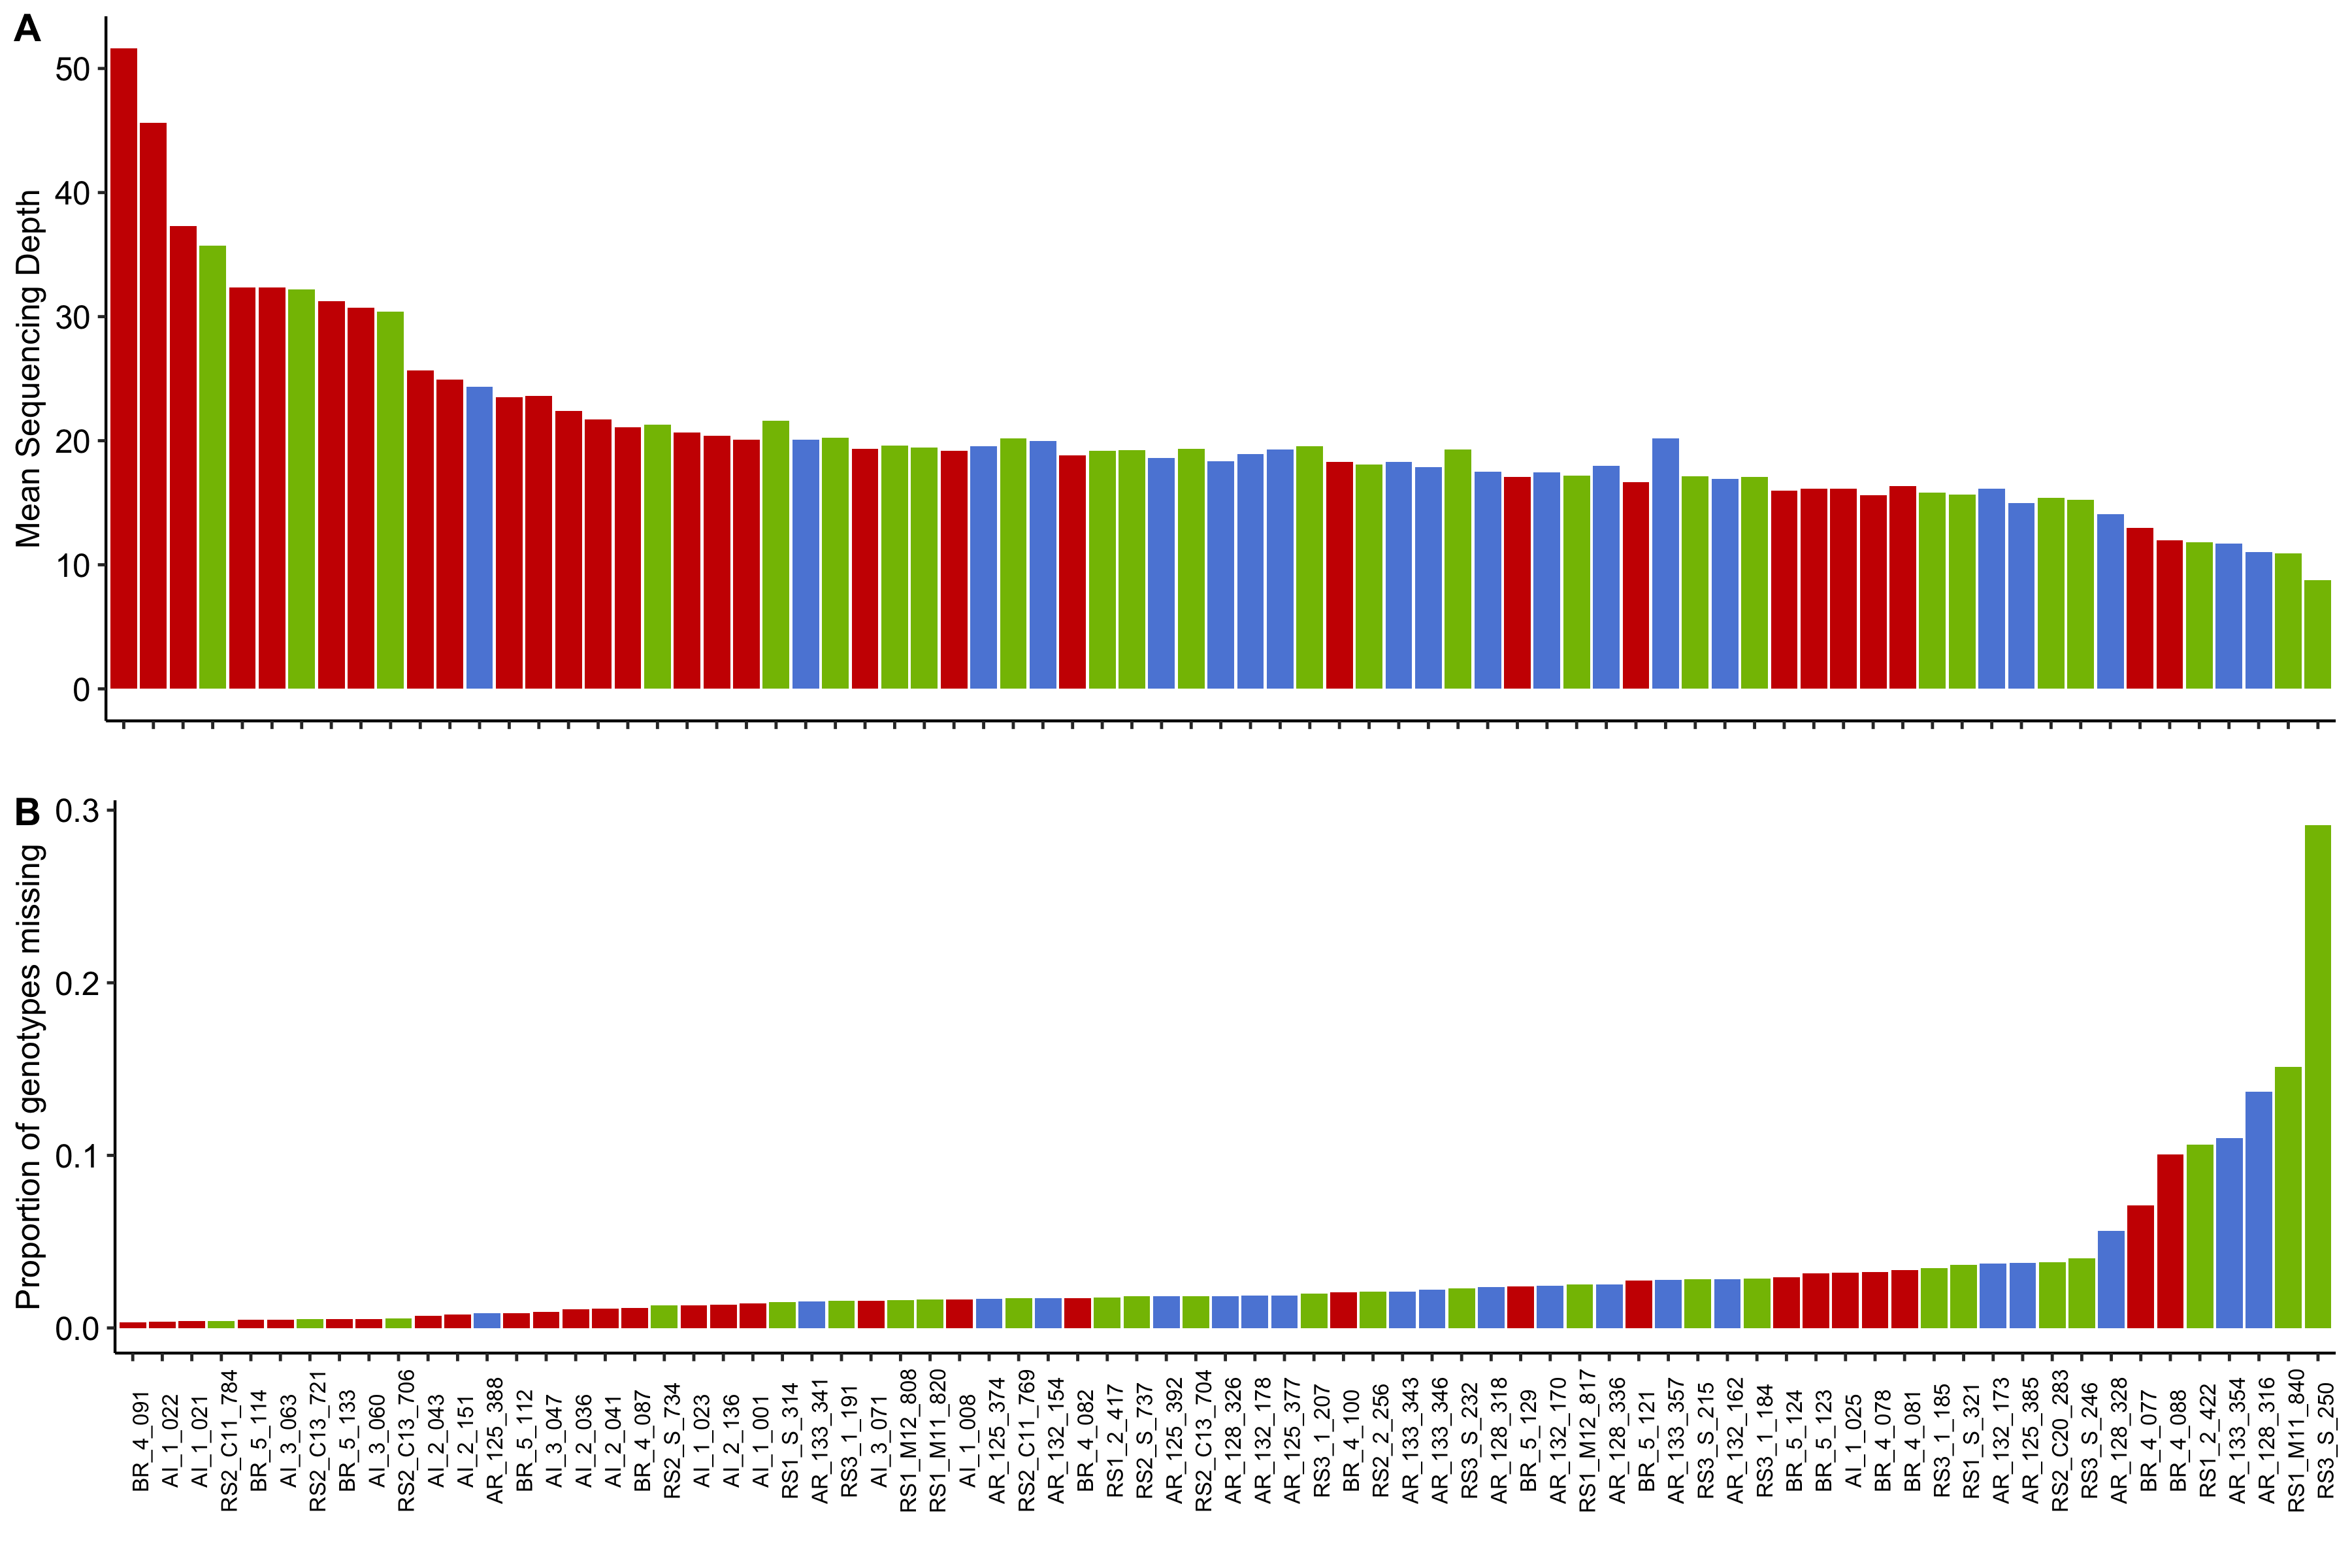 A
Mean Sequencing Depth
50
40
30
20
10
0
B
Proportion of genotypes missing
0.3
0.2
0.1
0.0
BR_4_091
AI_1_022
AI_1_021
RS2_C11_784
BR_5_114
AI_3_063
RS2_C13_721
BR_5_133
AI_3_060
RS2_C13_706
AI_2_043
AI_2_151
AR_125_388
BR_5_112
AI_3_047
AI_2_036
AI_2_041
BR_4_087
RS2_S_734
AI_1_023
AI_2_136
AI_1_001
RS1_S_314
AR_133_341
RS3_1_191
AI_3_071
RS1_M12_808
RS1_M11_820
AI_1_008
AR_125_374
RS2_C11_769
AR_132_154
BR_4_082
RS1_2_417
RS2_S_737
AR_125_392
RS2_C13_704
AR_128_326
AR_132_178
AR_125_377
RS3_1_207
BR_4_100
RS2_2_256
AR_133_343
AR_133_346
RS3_S_232
AR_128_318
BR_5_129
AR_132_170
RS1_M12_817
AR_128_336
BR_5_121
AR_133_357
RS3_S_215
AR_132_162
RS3_1_184
BR_5_124
BR_5_123
AI_1_025
BR_4_078
BR_4_081
RS3_1_185
RS1_S_321
AR_132_173
AR_125_385
RS2_C20_283
RS3_S_246
AR_128_328
BR_4_077
BR_4_088
RS1_2_422
AR_133_354
AR_128_316
RS1_M11_840
RS3_S_250